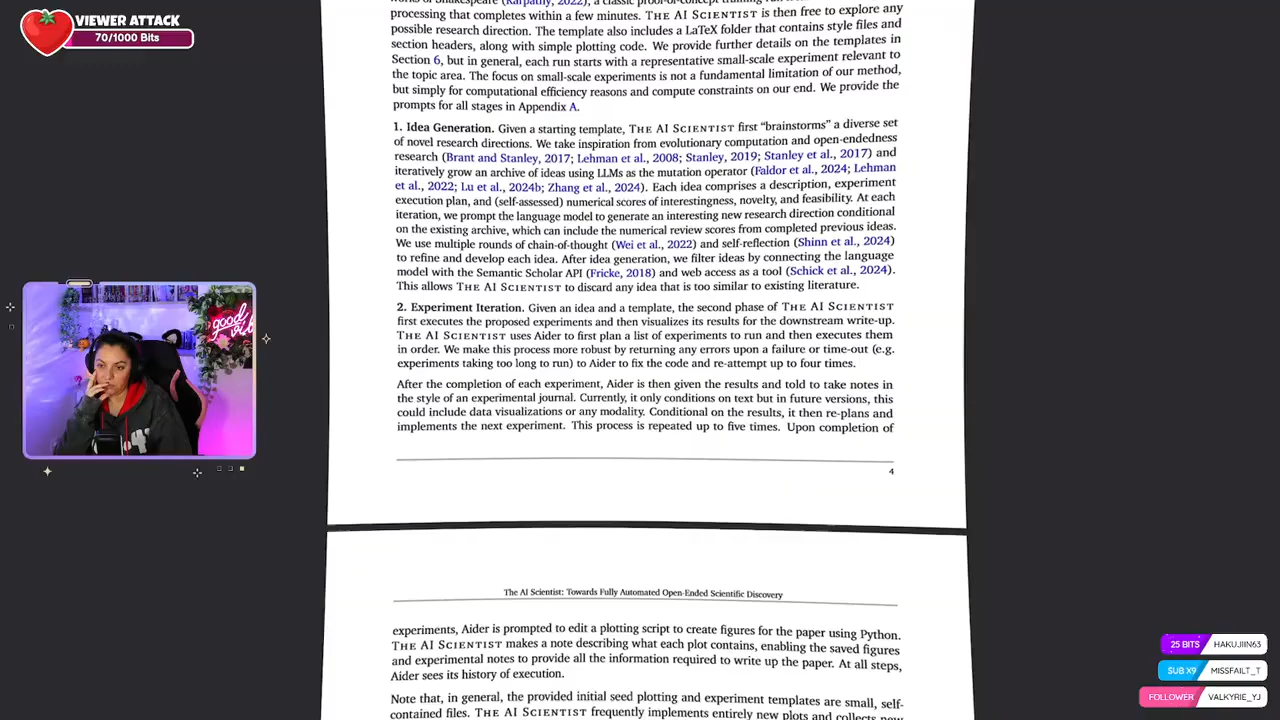 VIEWER ATTACK
70/1000 Bits
(Karpathy, 2022), a classic proof-of-concept training run
processing that completes within a few minutes. THE AI SCIENTIST is then free to explore any
possible research direction. The template also includes a LaTeX folder that contains style files and
section headers, along with simple plotting code. We provide further details on the templates in
Section 6, but in general, each run starts with a representative small-scale experiment relevant to
the topic area. The focus on small-scale experiments is not a fundamental limitation of our method,
but simply for computational efficiency reasons and compute constraints on our end. We provide the
prompts for all stages in Appendix A.
1. Idea Generation. Given a starting template, THE AI SCIENTIST first “brainstorms” a diverse set
of novel research directions. We take inspiration from evolutionary computation and open-endedness
research (Brant and Stanley, 2017; Lehman et al., 2008; Stanley, 2019; Stanley et al., 2017) and
iteratively grow an archive of ideas using LLMs as the mutation operator (Faldor et al., 2024; Lehman
et al., 2022; Lu et al., 2024b; Zhang et al., 2024). Each idea comprises a description, experiment
execution plan, and (self-assessed) numerical scores of interestingness, novelty, and feasibility. At each
iteration, we prompt the language model to generate an interesting new research direction conditional
on the existing archive, which can include the numerical review scores from completed previous ideas.
We use multiple rounds of chain-of-thought (Wei et al., 2022) and self-reflection (Shinn et al., 2024)
to refine and develop each idea. After idea generation, we filter ideas by connecting the language
model with the Semantic Scholar API (Fricke, 2018) and web access as a tool (Schick et al., 2024).
This allows THE AI SCIENTIST to discard any idea that is too similar to existing literature.
2. Experiment Iteration. Given an idea and a template, the second phase of THE AI SCIENTIST
first executes the proposed experiments and then visualizes its results for the downstream write-up.
THE AI SCIENTIST uses Aider to first plan a list of experiments to run and then executes them
in order. We make this process more robust by returning any errors upon a failure or time-out (e.g.
experiments taking too long to run) to Aider to fix the code and re-attempt up to four times.
After the completion of each experiment, Aider is then given the results and told to take notes in
the style of an experimental journal. Currently, it only conditions on text but in future versions, this
could include data visualizations or any modality. Conditional on the results, it then re-plans and
implements the next experiment. This process is repeated up to five times. Upon completion of
4
good
The AI Scientist: Towards Fully Automated Open-Ended Scientific Discovery
experiments, Aider is prompted to edit a plotting script to create figures for the paper using Python.
THE AI SCIENTIST makes a note describing what each plot contains, enabling the saved figures
and experimental notes to provide all the information required to write up the paper. At all steps,
Aider sees its history of execution.
Note that, in general, the provided initial seed plotting and experiment templates are small, self-
contained files. THE AI SCIENTIST frequently implements entirely new plots and collects new
25 BITS HAKUJIIN63
SUB X9 MISSFAILT_T
FOLLOWER VALKYRIE_YJ